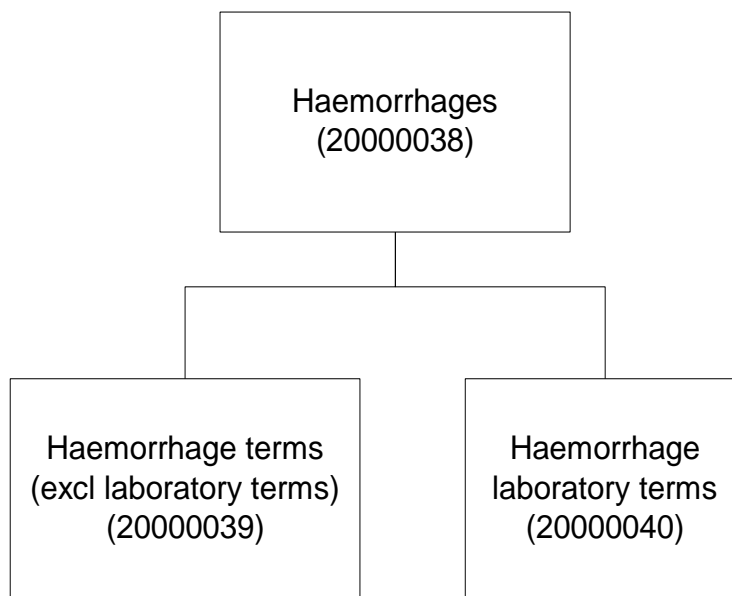 Haemorrhages
(20000038)
Haemorrhage terms
(excl laboratory terms)
(20000039)
Haemorrhage
laboratory terms
(20000040)